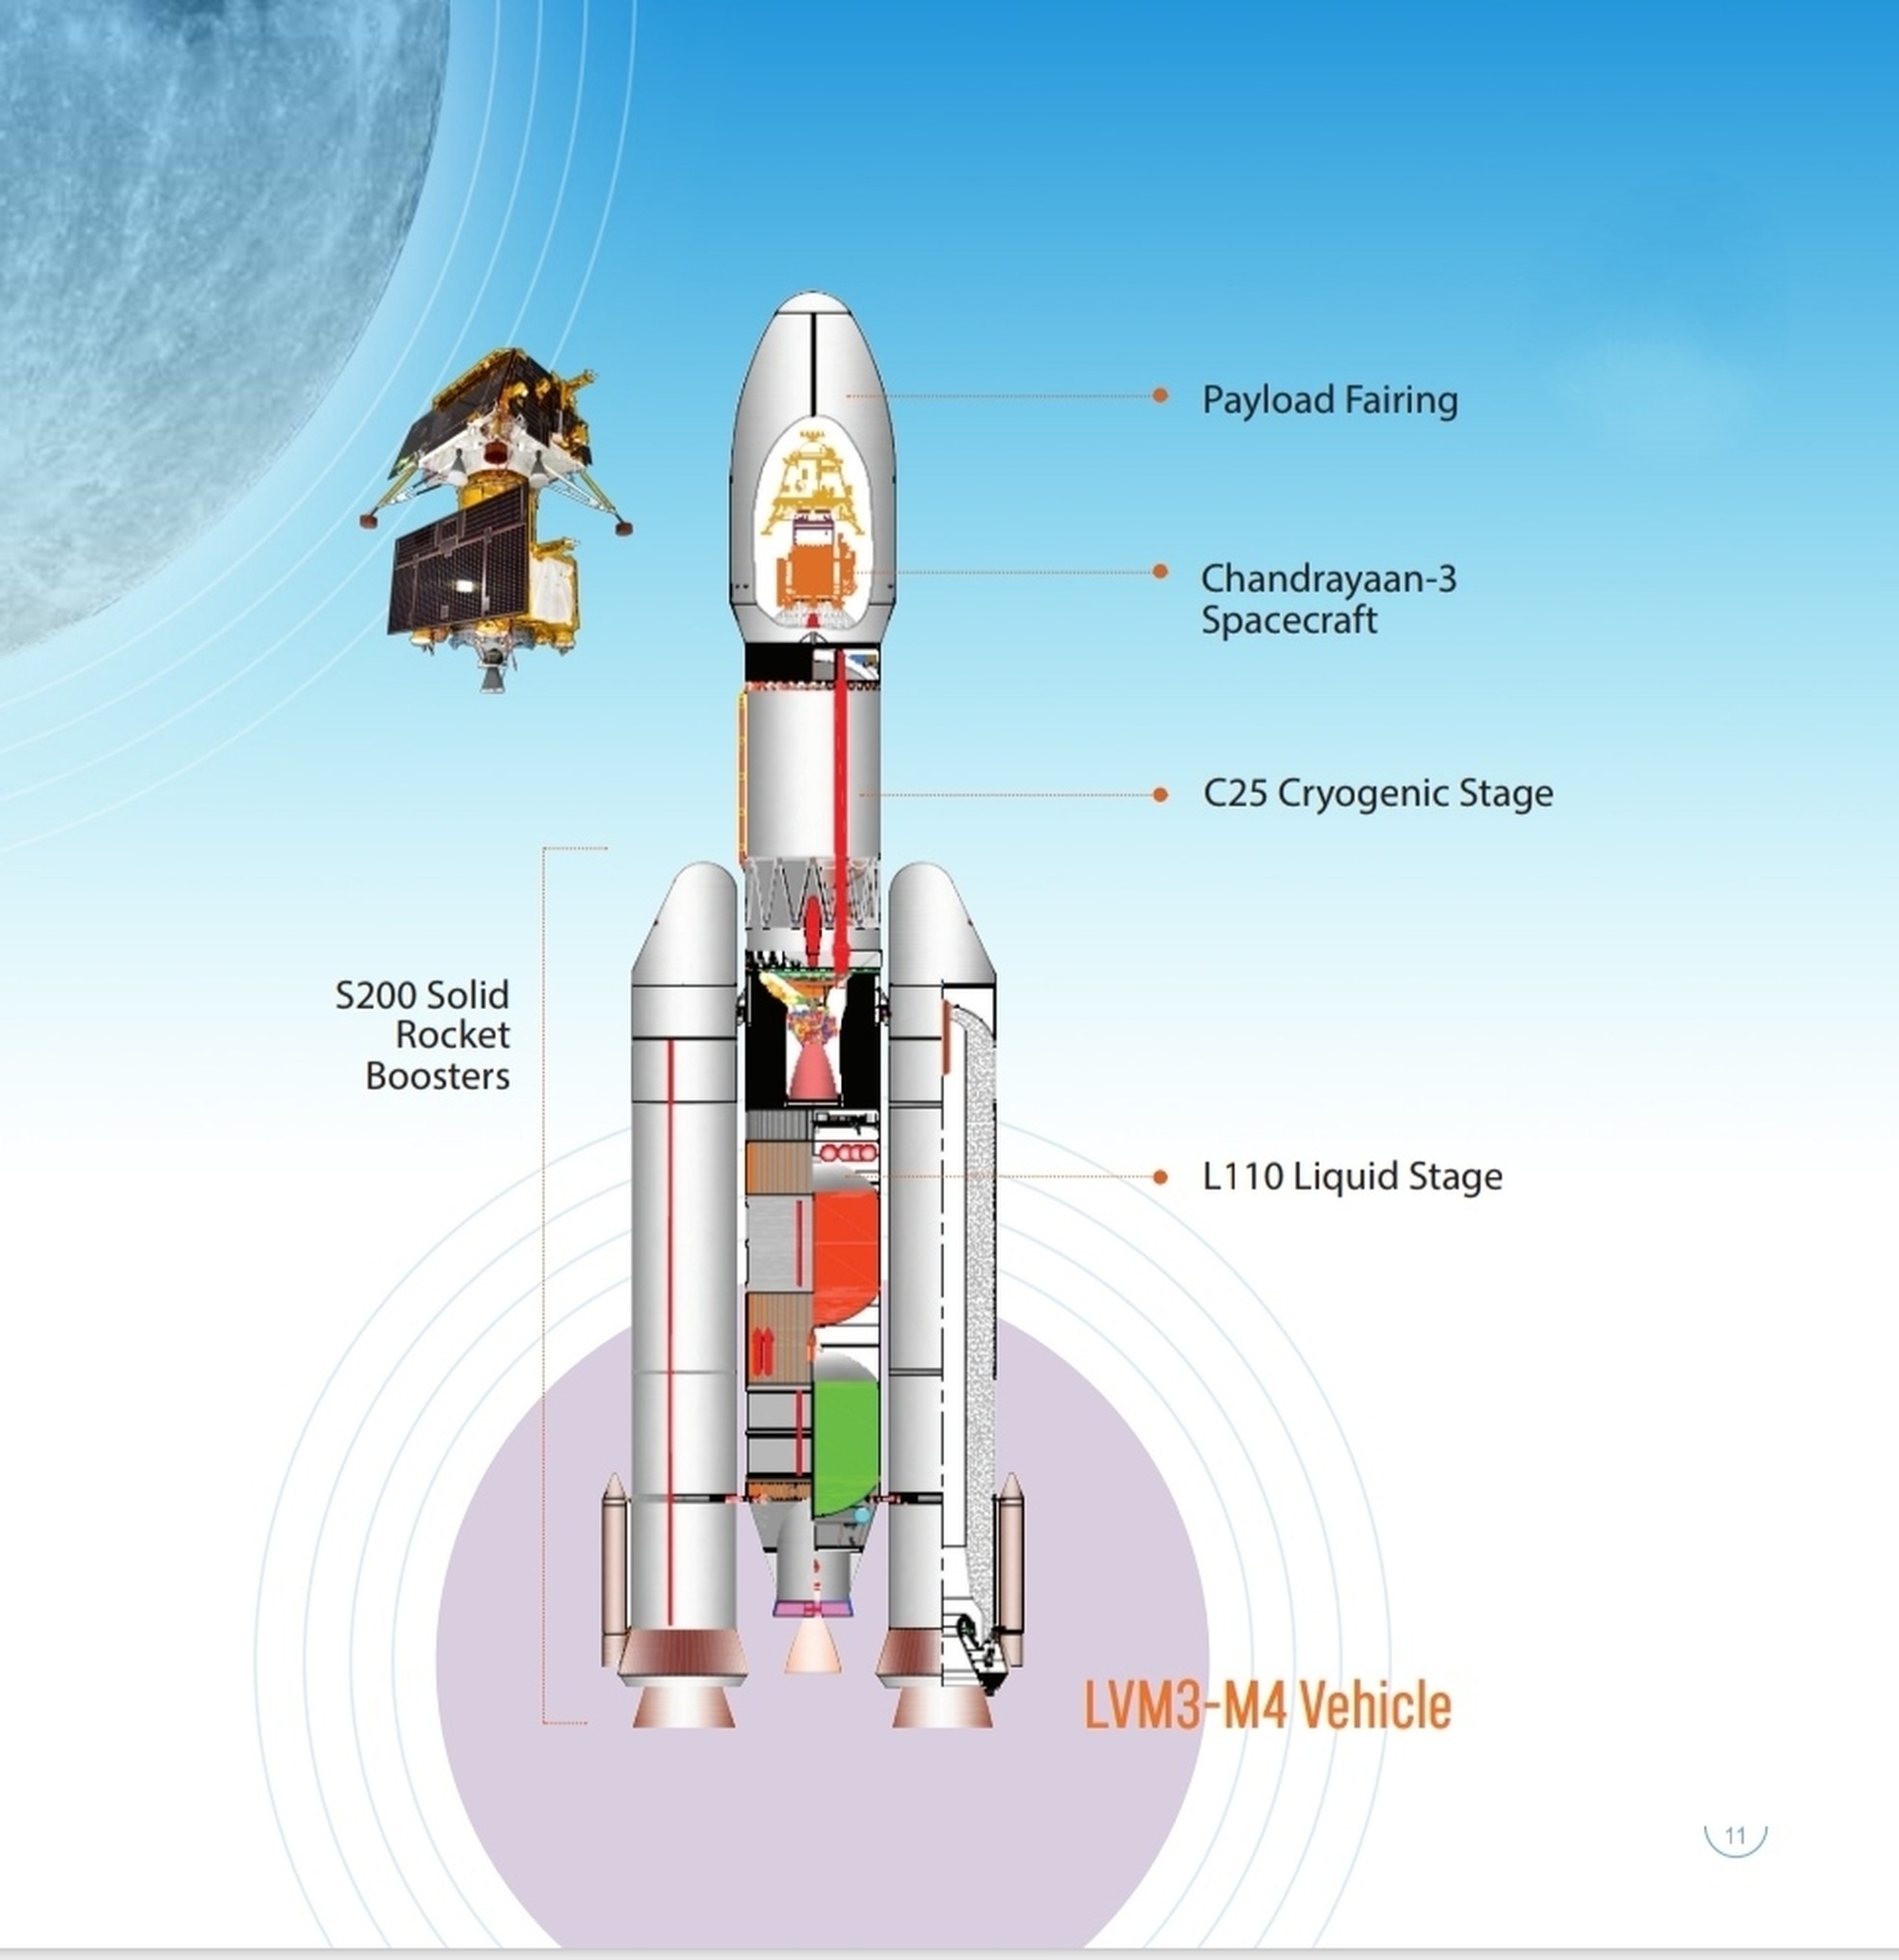 Payload Fairing
Chandrayaan-3
Spacecraft
C25 Cryogenic Stage
S200 Solid
Rocket
Boosters
L110 Liquid Stage
LVM3-M4 Vehicle
11